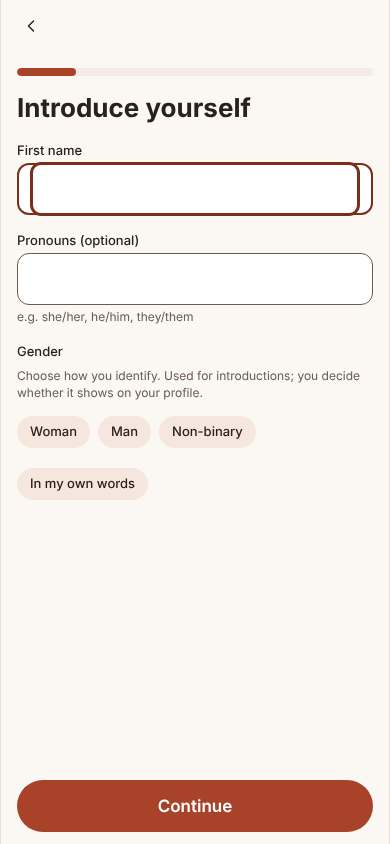 Introduce yourself
First name
Pronouns (optional)
e.g. she/her, he/him, they/them
Gender
Choose how you identify. Used for introductions; you decide
whether it shows on your profile.
Woman Man Non-binary
In my own words
Continue